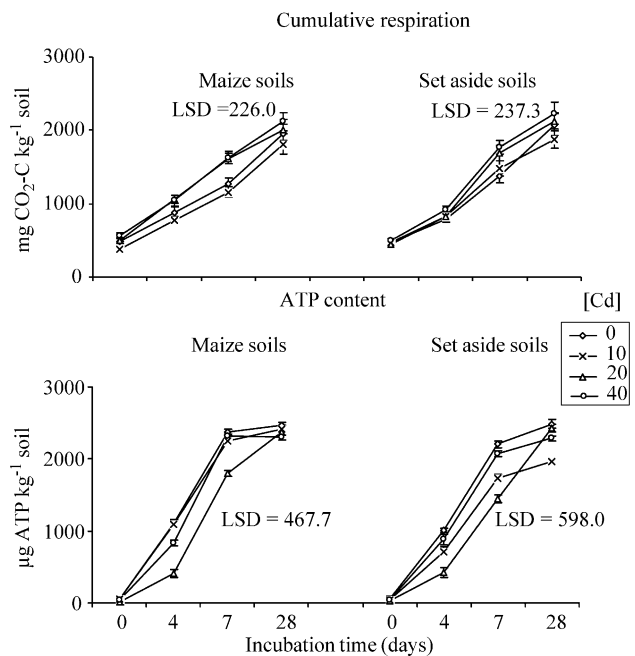 Cumulative respiration
3000
2000
1000
0
mg CO2-C kg-1 soil
Maize soils
LSD =226.0
Set aside soils
LSD = 237.3
ATP content
[Cd]
0
10
20
40
Maize soils
Set aside soils
3000
2000
1000
0
µg ATP kg-1 soil
LSD = 467.7
LSD = 598.0
0 4 7 28 0 4 7 28
Incubation time (days)